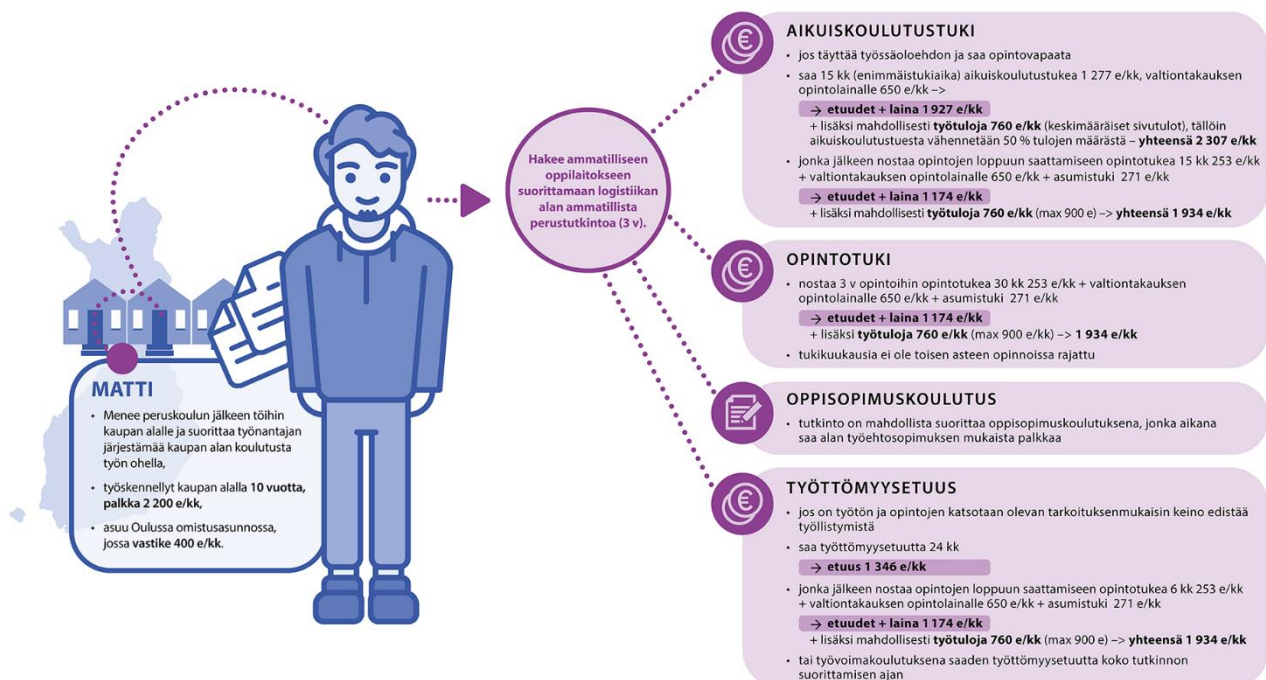 MATTI
• Menee peruskoulun jälkeen töihin
kaupan alalle ja suorittaa työnantajan
järjestämää kaupan alan koulutusta
työn ohella,
• työskennellyt kaupan alalla 10 vuotta,
palkka 2 200 e/kk,
• asuu Oulussa omistusasunnossa,
jossa vastike 400 e/kk.
Hakee ammatilliseen
oppilaitokseen
suorittamaan logistiikan
alan ammatillista
perustutkintoa (3 v).
AIKUISKOULUTUSTUKI
• jos täyttää työssäoloehdon ja saa opintovapaata
• saa 15 kk (enimmäistukiaika) aikuiskoulutustukea 1 277 e/kk, valtiontakauksen
opintolainalle 650 e/kk –>
→ etuudet + laina 1 927 e/kk
+ lisäksi mahdollisesti työtuloja 760 e/kk (keskimääräiset sivutulot), tällöin
aikuiskoulutustuesta vähennetään 50 % tulojen määrästä – yhteensä 2 307 e/kk
• jonka jälkeen nostaa opintojen loppuun saattamiseen opintotukea 15 kk 253 e/kk
+ valtiontakauksen opintolainalle 650 e/kk + asumistuki 271 e/kk
→ etuudet + laina 1 174 e/kk
+ lisäksi mahdollisesti työtuloja 760 e/kk (max 900 e) –> yhteensä 1 934 e/kk
OPINTOTUKI
• nostaa 3 v opintoihin opintotukea 30 kk 253 e/kk + valtiontakauksen
opintolainalle 650 e/kk + asumistuki 271 e/kk
→ etuudet + laina 1 174 e/kk
+ lisäksi työtuloja 760 e/kk (max 900 e/kk) –> 1 934 e/kk
• tukikuukausia ei ole toisen asteen opinnoissa rajattu
OPPISOPIMUSKOULUTUS
• tutkinto on mahdollista suorittaa oppisopimuskoulutuksena, jonka aikana
saa alan työehtosopimuksen mukaista palkkaa
TYÖTTÖMYYSETUUS
• jos on työtön ja opintojen katsotaan olevan tarkoituksenmukaisin keino edistää
työllistymistä
• saa työttömyysetuutta 24 kk
→ etuus 1 346 e/kk
• jonka jälkeen nostaa opintojen loppuun saattamiseen opintotukea 6 kk 253 e/kk
+ valtiontakauksen opintolainalle 650 e/kk + asumistuki 271 e/kk
→ etuudet + laina 1 174 e/kk
+ lisäksi mahdollisesti työtuloja 760 e/kk (max 900 e) –> yhteensä 1 934 e/kk
• tai työvoimakoulutuksena saaden työttömyysetuutta koko tutkinnon
suorittamisen ajan